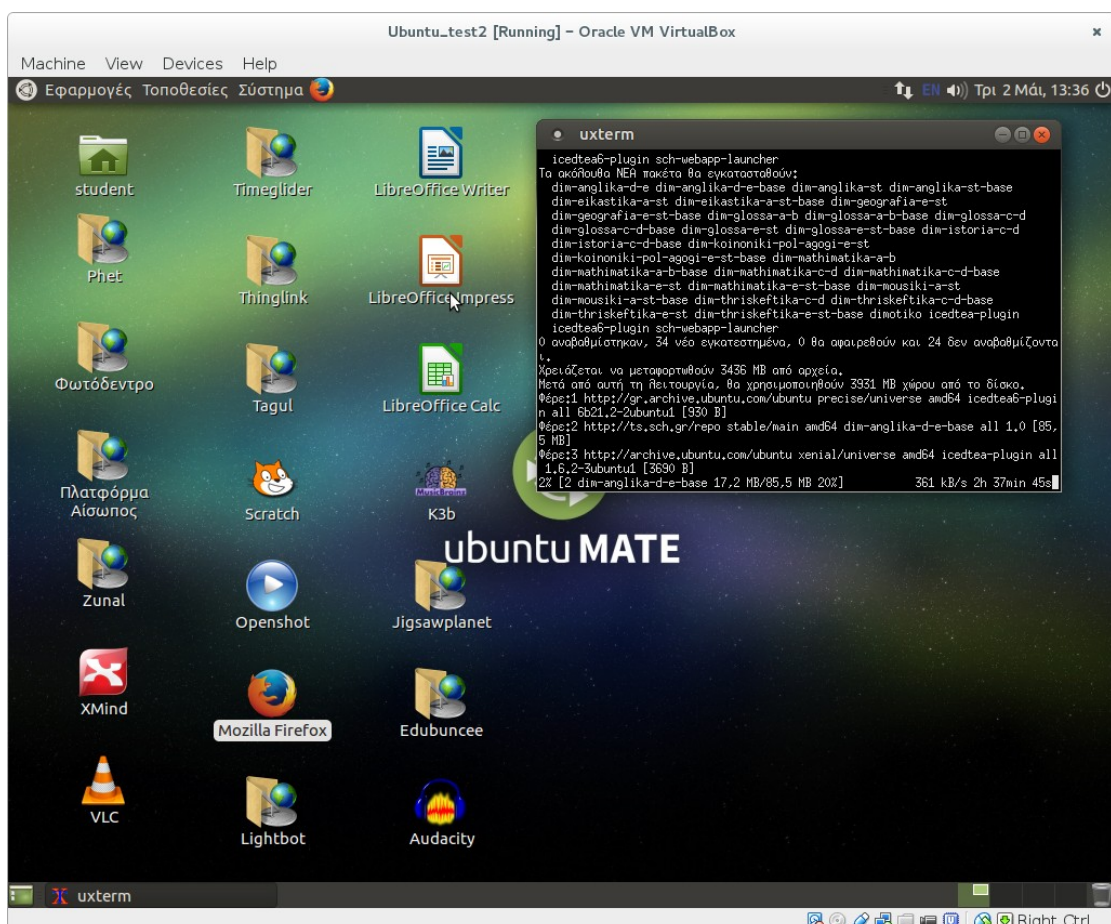 Ubuntu_test2 [Running] – Oracle VM VirtualBox
Machine View Devices Help
Εφαρμογές Τοποθεσίες Σύστημα
EN Τρι 2 Μάι, 13:36
student
Timeglider
LibreOffice Writer
Phet
Thinglink
LibreOffice Impress
Φωτόδεντρο
Tagul
LibreOffice Calc
Πλατφόρμα
Αίσωπος
Scratch
MusicBrainz
K3b
Zunal
Openshot
Jigsawplanet
XMind
Mozilla Firefox
Edubuncee
VLC
Lightbot
Audacity
ubuntu MATE
uxterm
icedtea6-plugin sch-webapp-launcher
Τα ακόλουθα ΝΕΑ πακέτα θα εγκατασταθούν:
dim-anglika-d-e dim-anglika-d-e-base dim-anglika-st dim-anglika-st-base
dim-eikastika-a-st dim-eikastika-a-st-base dim-geografia-e-st
dim-geografia-e-st-base dim-glossa-a-b dim-glossa-a-b-base dim-glossa-c-d
dim-glossa-c-d-base dim-glossa-e-st dim-glossa-e-st-base dim-istoria-c-d
dim-istoria-c-d-base dim-koinoniki-pol-agogi-e-st
dim-koinoniki-pol-agogi-e-st-base dim-mathimatika-a-b
dim-mathimatika-a-b-base dim-mathimatika-c-d dim-mathimatika-c-d-base
dim-mathimatika-e-st dim-mathimatika-e-st-base dim-mousiki-a-st
dim-mousiki-a-st-base dim-thriskeftika-c-d dim-thriskeftika-c-d-base
dim-thriskeftika-e-st dim-thriskeftika-e-st-base dimotiko icedtea-plugin
icedtea6-plugin sch-webapp-launcher
0 αναβαθμίστηκαν, 34 νέο εγκατεστημένα, 0 θα αφαιρεθούν και 24 δεν αναβαθμίζοντα
ι.
Χρειάζεται να μεταφορτωθούν 3436 MB από αρχεία.
Μετά από αυτή τη λειτουργία, θα χρησιμοποιηθούν 3931 MB χώρου από το δίσκο.
Φέρε:1 http://gr.archive.ubuntu.com/ubuntu precise/universe amd64 icedtea6-plugi
n all 6b21.2-2ubuntu1 [930 B]
Φέρε:2 http://ts.sch.gr/repo stable/main amd64 dim-anglika-d-e-base all 1.0 [85,
5 MB]
Φέρε:3 http://archive.ubuntu.com/ubuntu xenial/universe amd64 icedtea-plugin all
1.6.2-3ubuntu1 [3690 B]
2% [2 dim-anglika-d-e-base 17,2 MB/85,5 MB 20%] 361 kB/s 2h 37min 45s
uxterm
Right Ctrl